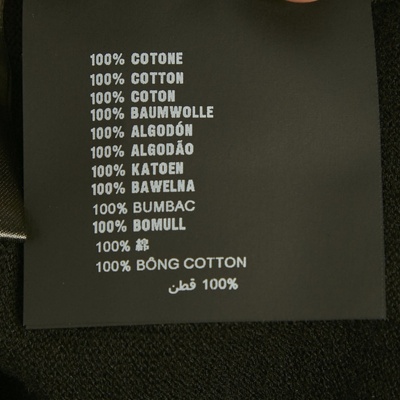 100% COTONE
100% COTTON
100% COTON
100% BAUMWOLLE
100% ALGODÓN
100% ALGODÃO
100% KATOEN
100% BAWELNA
100% BUMBAC
100% BOMULL
100% 綿
100% BÔNG COTTON
100% قطن